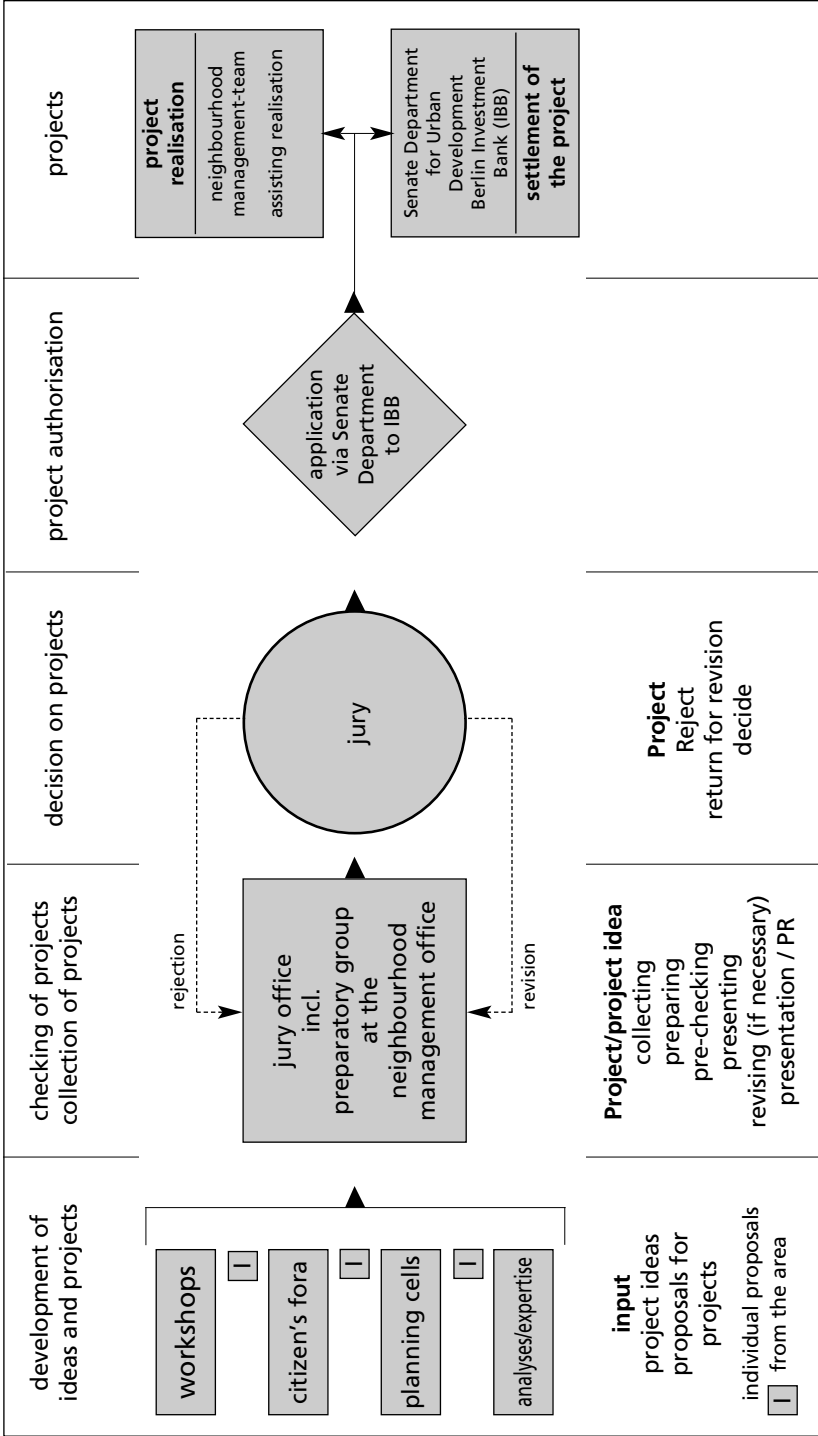 development of
ideas and projects
workshops
I
citizen's fora
I
planning cells
I
analyses/expertise
input
project ideas
proposals for
projects
individual proposals
I from the area
checking of projects
collection of projects
rejection
jury office
incl.
preparatory group
at the
neighbourhood
management office
revision
Project/project idea
collecting
preparing
pre-checking
presenting
revising (if necessary)
presentation / PR
decision on projects
jury
Project
Reject
return for revision
decide
project authorisation
application
via Senate
Department
to IBB
projects
project
realisation
neighbourhood
management-team
assisting realisation
Senate Department
for Urban
Development
Berlin Investment
Bank (IBB)
settlement of
the project